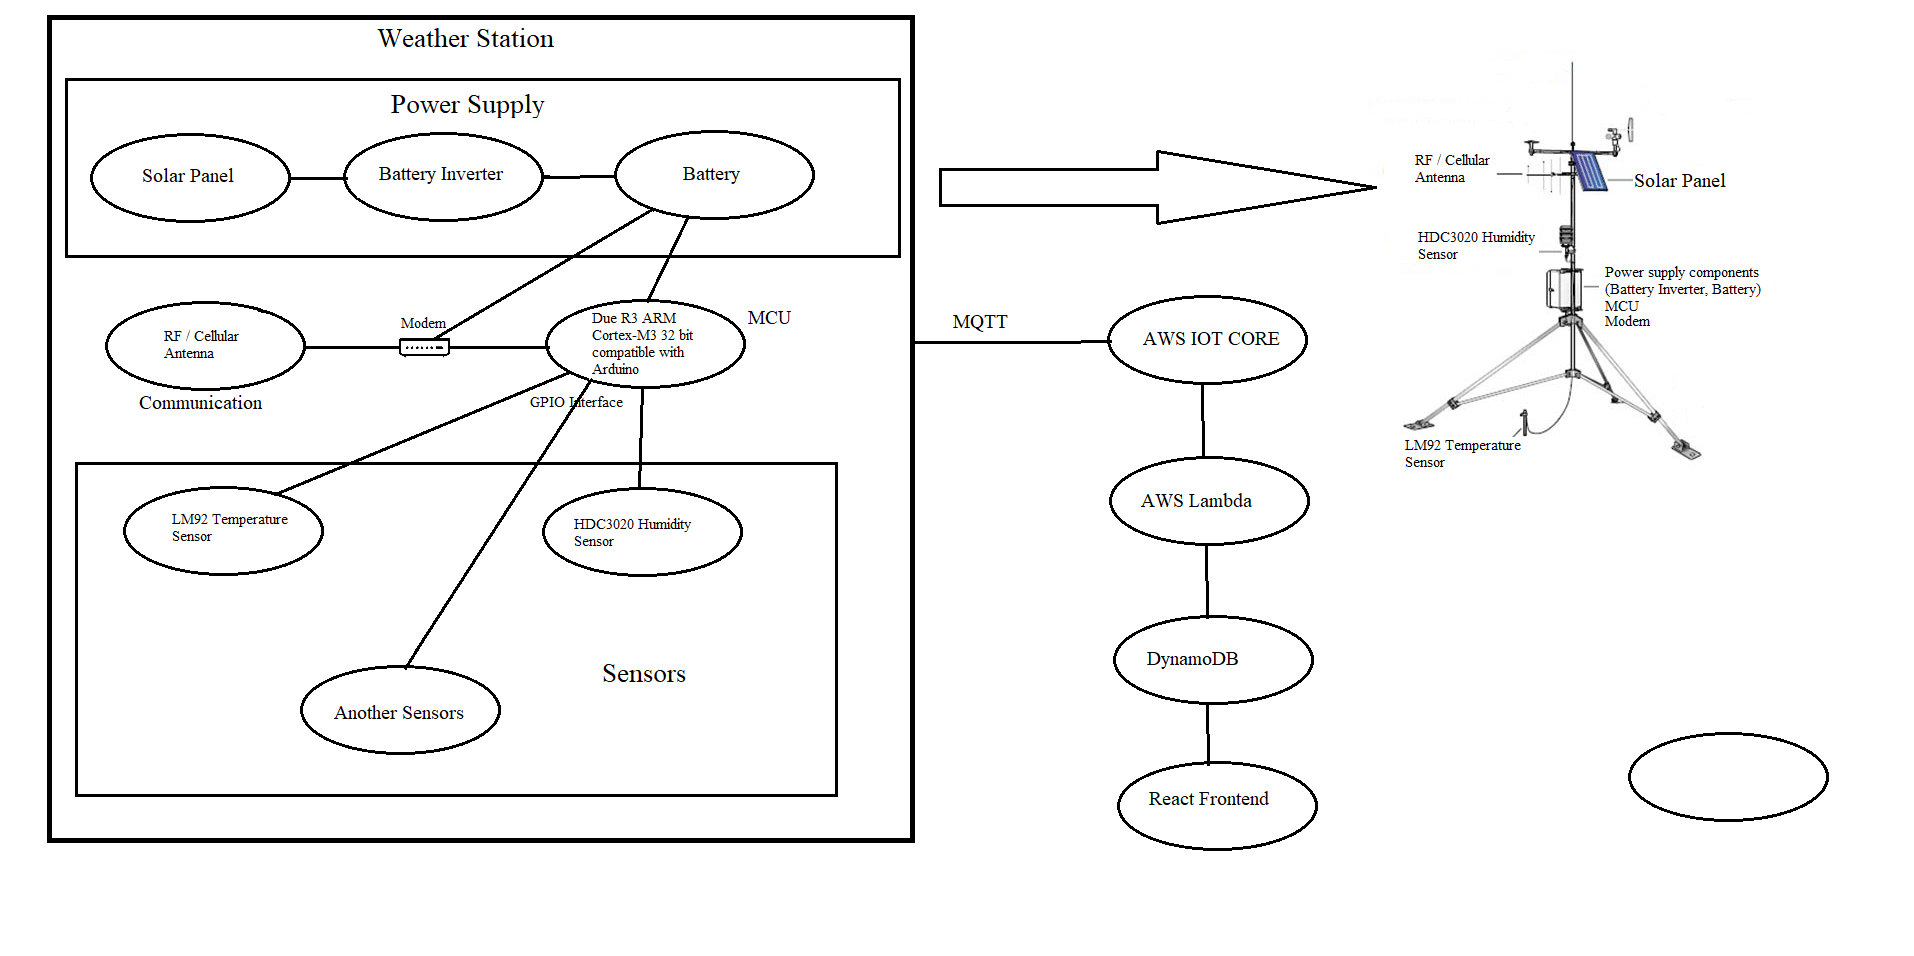 Weather Station
Power Supply
Solar Panel
Battery Inverter
Battery
RF / Cellular
Antenna
Communication
Modem
Due R3 ARM
Cortex-M3 32 bit
compatible with
Arduino
MCU
GPIO Interface
LM92 Temperature
Sensor
HDC3020 Humidity
Sensor
Another Sensors
Sensors
MQTT
AWS IOT CORE
AWS Lambda
DynamoDB
React Frontend
RF / Cellular
Antenna
Solar Panel
HDC3020 Humidity
Sensor
Power supply components
(Battery Inverter, Battery)
MCU
Modem
LM92 Temperature
Sensor